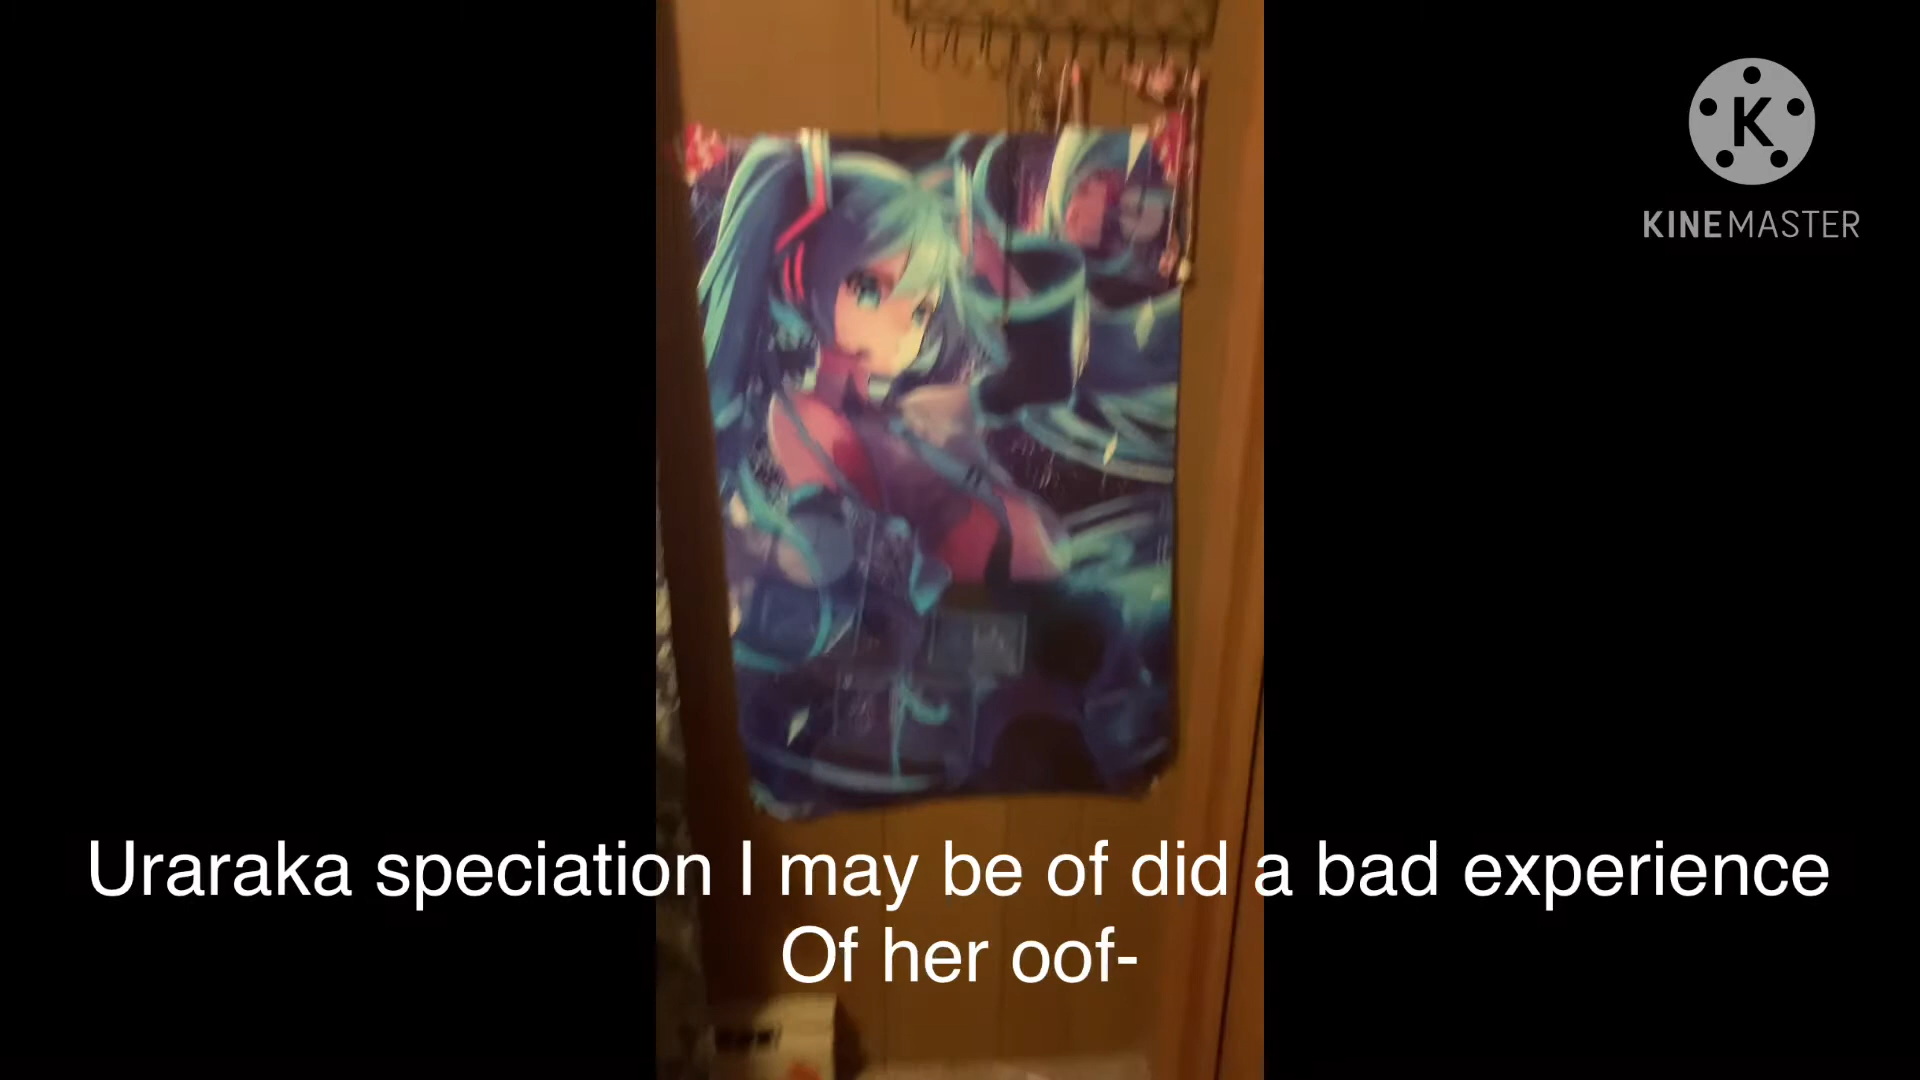 KINEMASTER
Uraraka speciation I may be of did a bad experience
Of her oof-